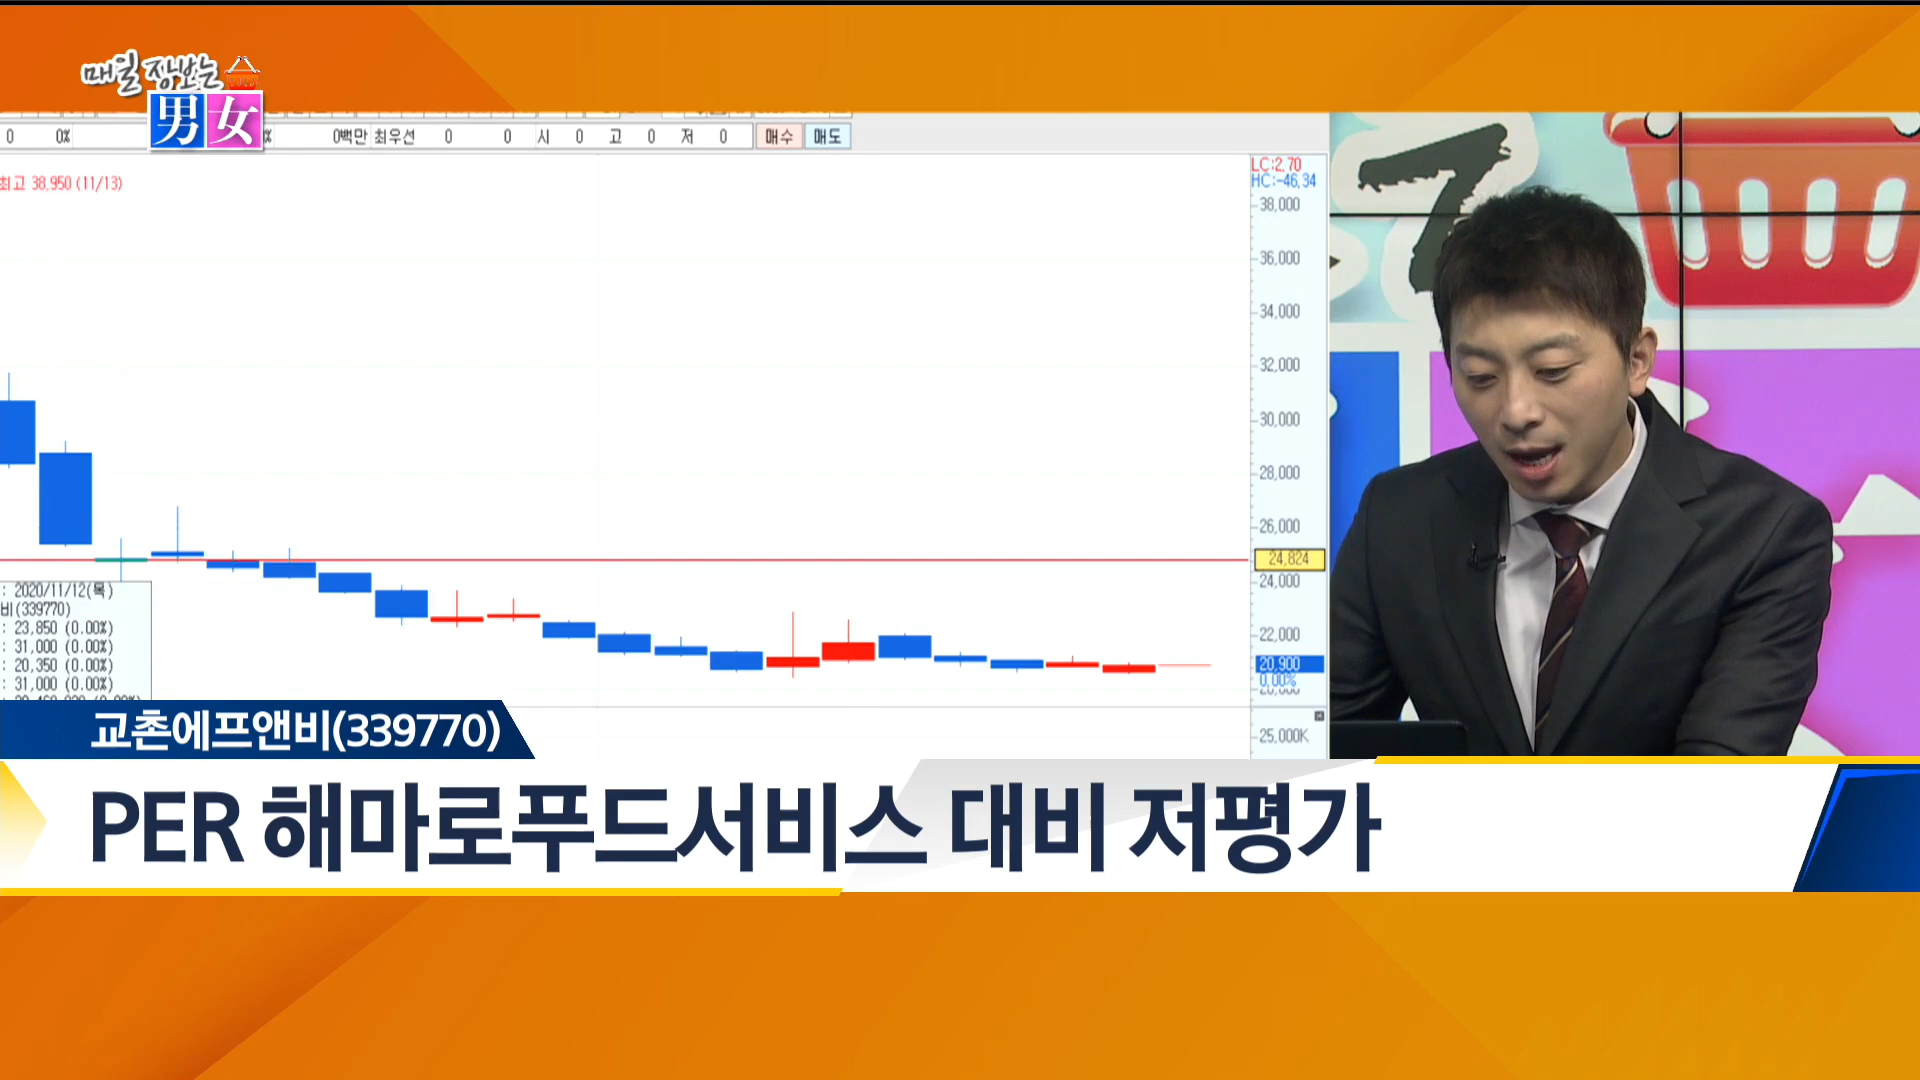 매일 장보는
男女
0 0% % 0백만 최우선 0 0 시 0 고 0 저 0 매수 매도
최고 38,950 (11/13)
LC:2.70
HC:-46.34
38,000
36,000
34,000
32,000
30,000
28,000
26,000
24,824
24,000
22,000
20,900
0.00%
20,000
25,000K
: 2020/11/12(목)
비(339770)
: 23,850 (0.00%)
: 31,000 (0.00%)
: 20,350 (0.00%)
: 31,000 (0.00%)
교촌에프앤비(339770)
PER 해마로푸드서비스 대비 저평가